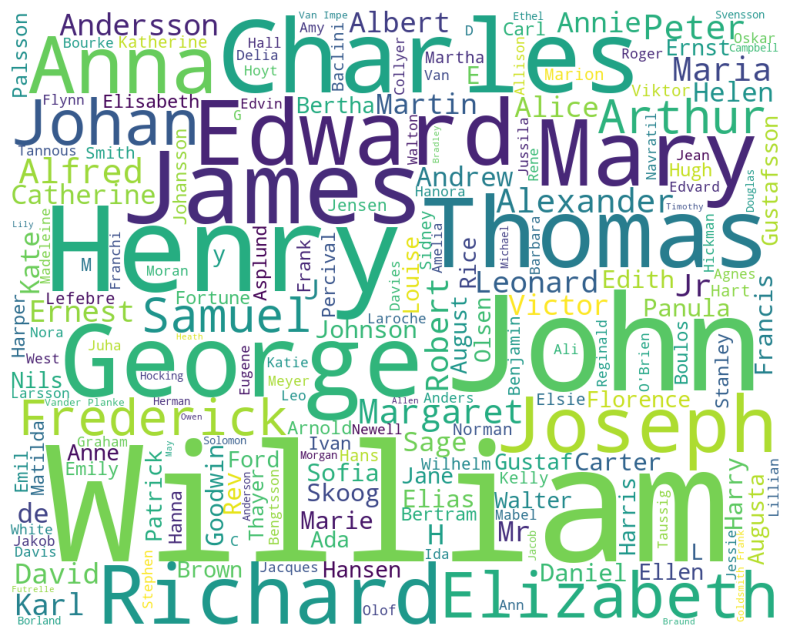 Palsson
Andersson
Bourke
Katherine
Anna
Charles
Hall
Delia
Hoyt
Van Impe
Amy
Baclini
Albert
Collyer
Martha
Van
Ethel
D
E
Annie
Carl
Allison
Marion
Peter
Ernst
Viktor
Roger
Maria
Helen
Svensson
Oskar
Campbell
Flynn
Elisabeth
Edvin
G
Bertha
Martin
Alice
Arthur
Johan
Edward
Mary
Walton
Bradley
Jussila
Rene
Navratil
Jean
Hugh
Edvard
Tannous
Smith
Johansson
Alfred
Catherine
James
Jensen
Andrew
Hanora
Alexander
Timothy
Douglas
Gustafsson
Lily
Kate
Madeleine
M
Franchi
Henry
y
Moran
Asplund
Frank
Percival
Louise
Sidney
Davies
Amelia
Rice
Thomas
Michael
Barbara
Hickman
Agnes
Hart
Lefebre
Fortune
Ernest
Samuel
Johnson
Laroche
Robert
August
Olsen
Leonard
Victor
Edith
Jr
Panula
Francis
Harper
Nora
Juha
Heath
West
George
Katie
Meyer
Leo
Eugene
Hocking
Herman
John
Benjamin
Ali
Reginald
O'Brien
Boulos
Stanley
Nils
Larsson
Vander Planke
Owen
Allen
Anders
Elsie
Florence
Frederick
Arnold
Newell
Margaret
Norman
Joseph
Graham
May
Solomon
Morgan
Ivan
Hans
Sage
Anne
Emily
Emil
Matilda
William
Patrick
Goodwin
Ford
Rev
Thayer
Sofia
Skoog
Elias
Jane
Wilhelm
Gustaf
Kelly
Carter
Walter
Harris
Taussig
Harry
Augusta
Lillian
de
White
Jakob
Davis
Hanna
C
Anderson
Bengtsson
Marie
Ada
Bertram
H
Ida
Mr
Mabel
Jacob
L
Jessie
Goldsmith
Frank
David
Futrelle
Stephen
Brown
Jacques
Hansen
Daniel
Ellen
Karl
Borland
Richard
Olof
Elizabeth
Ann
Braund